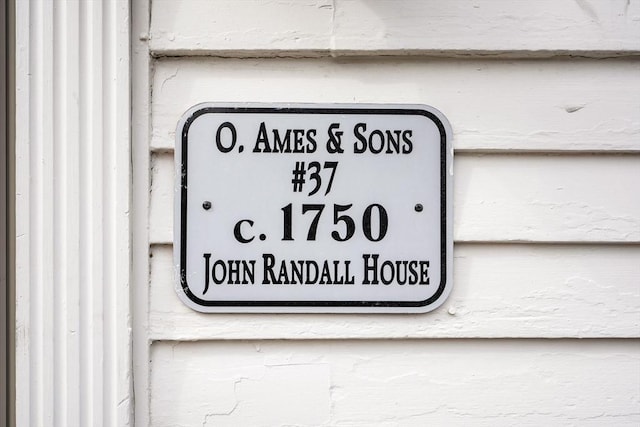 O. Ames & Sons
#37
c. 1750
John Randall House